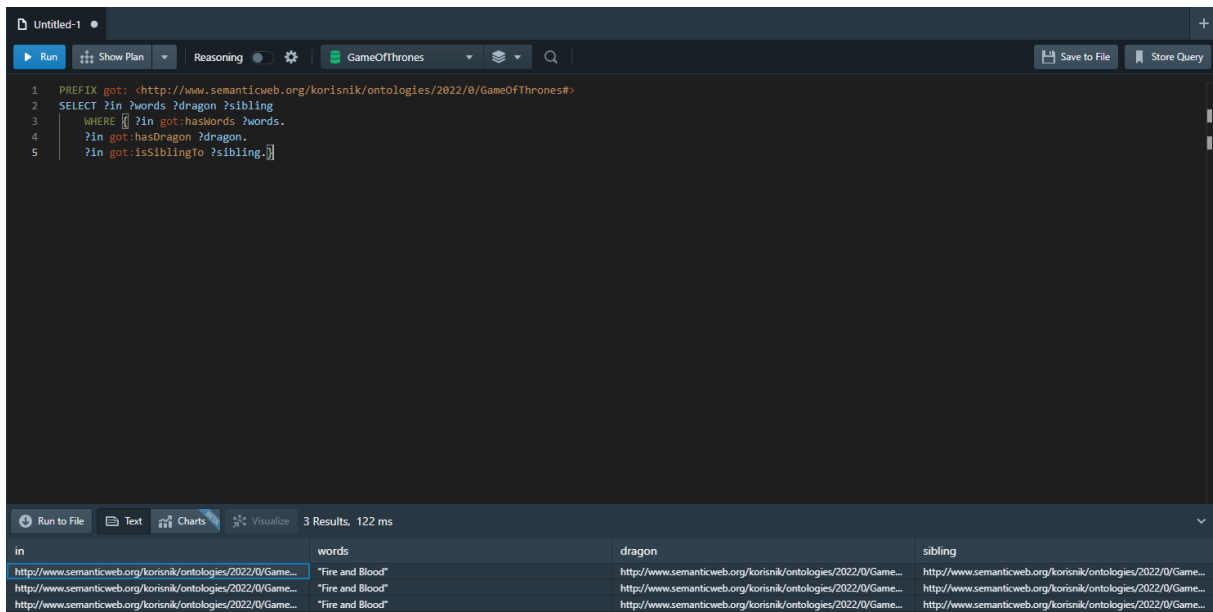 Untitled-1
Run Show Plan Reasoning GameOfThrones Save to File Store Query
1 PREFIX got: <http://www.semanticweb.org/korisnik/ontologies/2022/0/GameOfThrones#>
2 SELECT ?in ?words ?dragon ?sibling
3 WHERE { ?in got:hasWords ?words.
4 ?in got:hasDragon ?dragon.
5 ?in got:isSiblingTo ?sibling.}
Run to File Text Charts Visualize 3 Results, 122 ms
in words dragon sibling
http://www.semanticweb.org/korisnik/ontologies/2022/0/Game... "Fire and Blood" http://www.semanticweb.org/korisnik/ontologies/2022/0/Game... http://www.semanticweb.org/korisnik/ontologies/2022/0/Game...
http://www.semanticweb.org/korisnik/ontologies/2022/0/Game... "Fire and Blood" http://www.semanticweb.org/korisnik/ontologies/2022/0/Game... http://www.semanticweb.org/korisnik/ontologies/2022/0/Game...
http://www.semanticweb.org/korisnik/ontologies/2022/0/Game... "Fire and Blood" http://www.semanticweb.org/korisnik/ontologies/2022/0/Game... http://www.semanticweb.org/korisnik/ontologies/2022/0/Game...